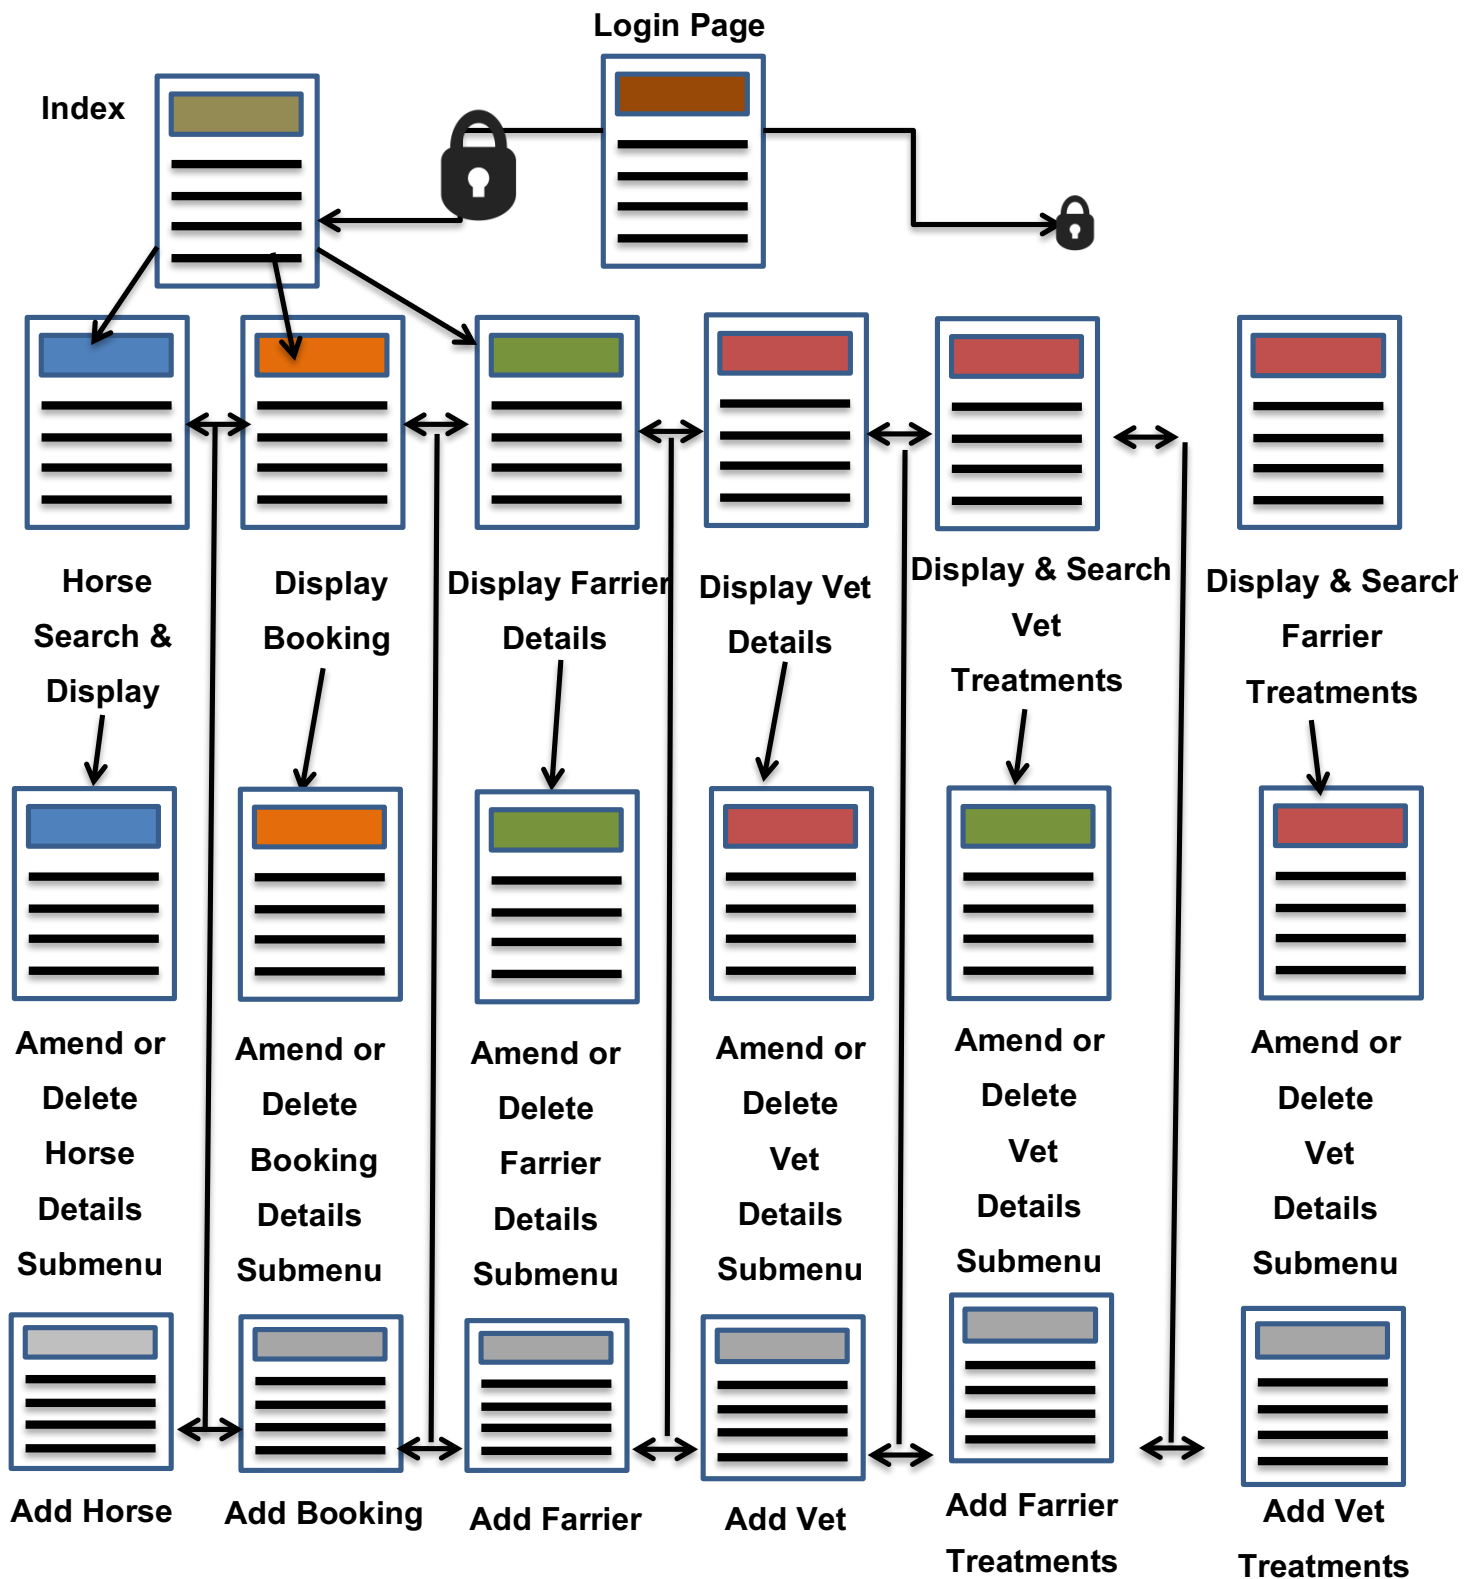 Login Page
Index
Horse
Search &
Display
Display
Booking
Display Farrier
Details
Display Vet
Details
Display & Search
Vet
Treatments
Display & Search
Farrier
Treatments
Amend or
Delete
Horse
Details
Submenu
Amend or
Delete
Booking
Details
Submenu
Amend or
Delete
Farrier
Details
Submenu
Amend or
Delete
Vet
Details
Submenu
Amend or
Delete
Vet
Details
Submenu
Amend or
Delete
Vet
Details
Submenu
Add Horse
Add Booking
Add Farrier
Add Vet
Add Farrier
Treatments
Add Vet
Treatments